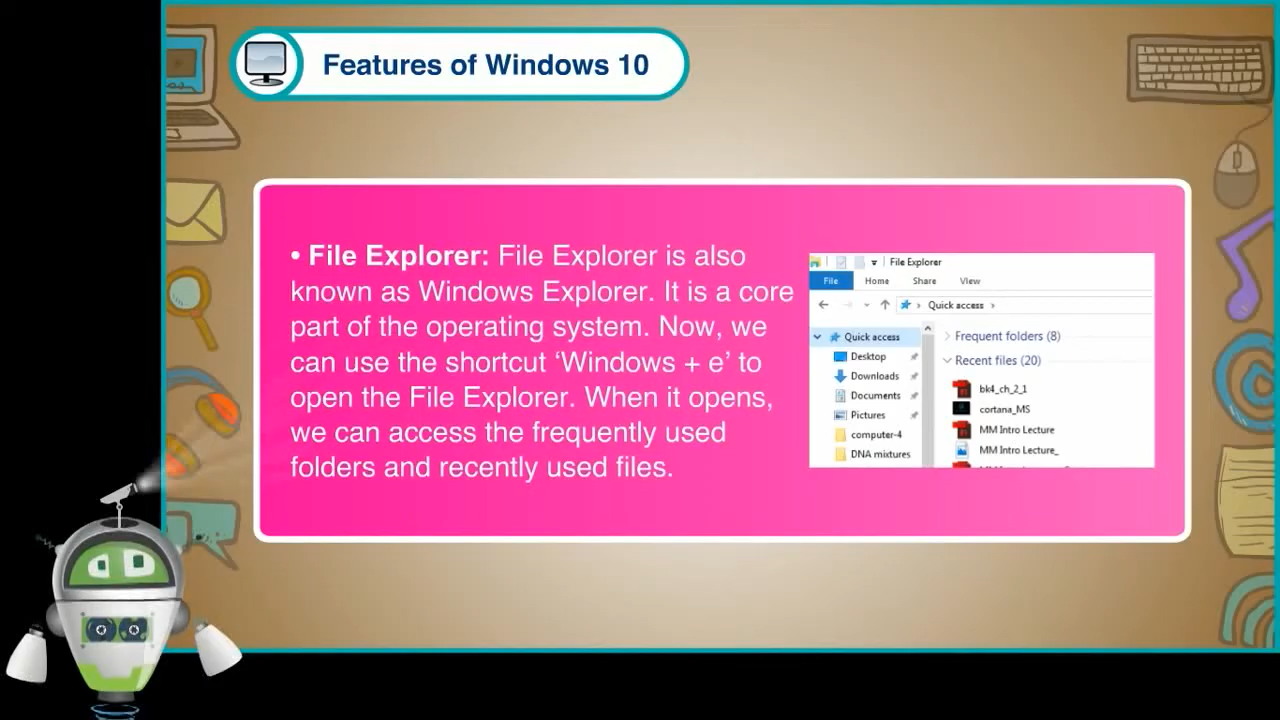 Features of Windows 10
• File Explorer: File Explorer is also
known as Windows Explorer. It is a core
part of the operating system. Now, we
can use the shortcut ‘Windows + e’ to
open the File Explorer. When it opens,
we can access the frequently used
folders and recently used files.
File Explorer
File Home Share View
Quick access
Quick access
Desktop
Downloads
Documents
Pictures
computer-4
DNA mixtures
Frequent folders (8)
Recent files (20)
bk4_ch_2_1
cortana_MS
MM Intro Lecture
MM Intro Lecture_